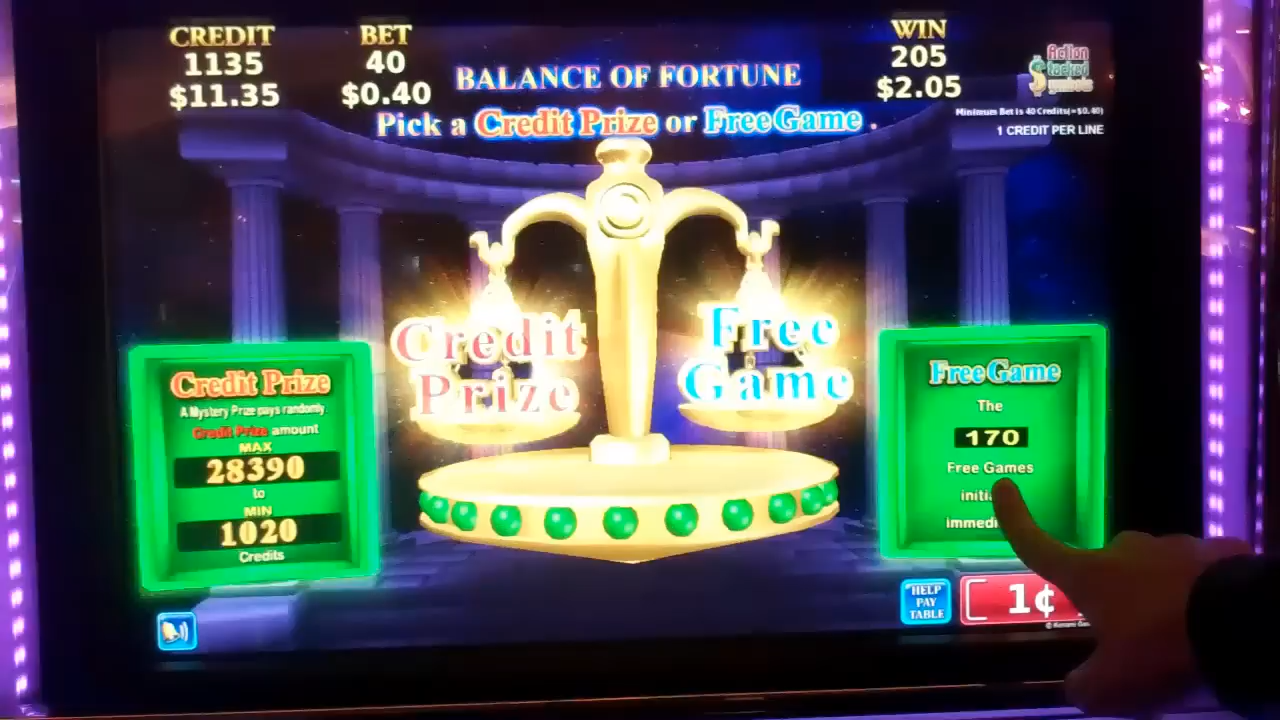 CREDIT
1135
$11.35
BET
40
$0.40
WIN
205
$2.05
BALANCE OF FORTUNE
Pick a Credit Prize or Free Game .
Action
Stacked
Symbols
Minimum Bet is 40 Credits(=$0.40)
1 CREDIT PER LINE
Credit
Prize
Free
Game
Credit Prize
A Mystery Prize pays randomly.
Credit Prize amount
MAX
28390
to
MIN
1020
Credits
Free Game
The
170
Free Games
HELP
PAY
TABLE
1¢